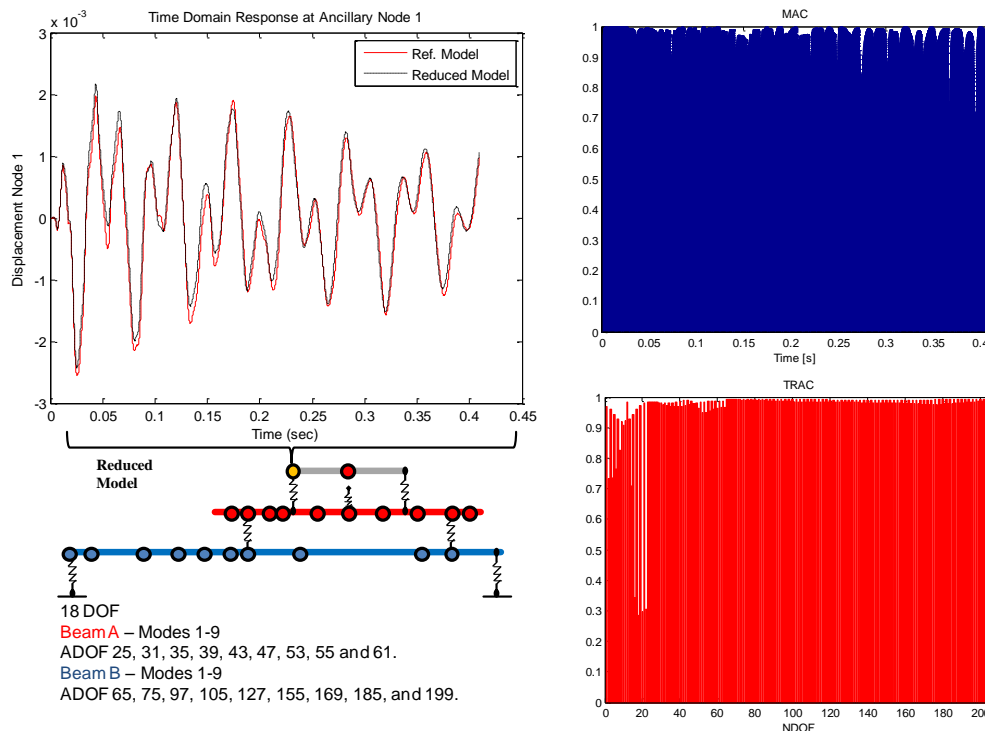 Time Domain Response at Ancillary Node 1
x 10^-3
3
2
1
0
-1
-2
-3
Displacement Node 1
Ref. Model
Reduced Model
0 0.05 0.1 0.15 0.2 0.25 0.3 0.35 0.4 0.45
Time (sec)
Reduced
Model
18 DOF
Beam A – Modes 1-9
ADOF 25, 31, 35, 39, 43, 47, 53, 55 and 61.
Beam B – Modes 1-9
ADOF 65, 75, 97, 105, 127, 155, 169, 185, and 199.
MAC
1
0.9
0.8
0.7
0.6
0.5
0.4
0.3
0.2
0.1
0
0 0.05 0.1 0.15 0.2 0.25 0.3 0.35 0.4
Time [s]
TRAC
1
0.9
0.8
0.7
0.6
0.5
0.4
0.3
0.2
0.1
0
0 20 40 60 80 100 120 140 160 180 200
NDOF